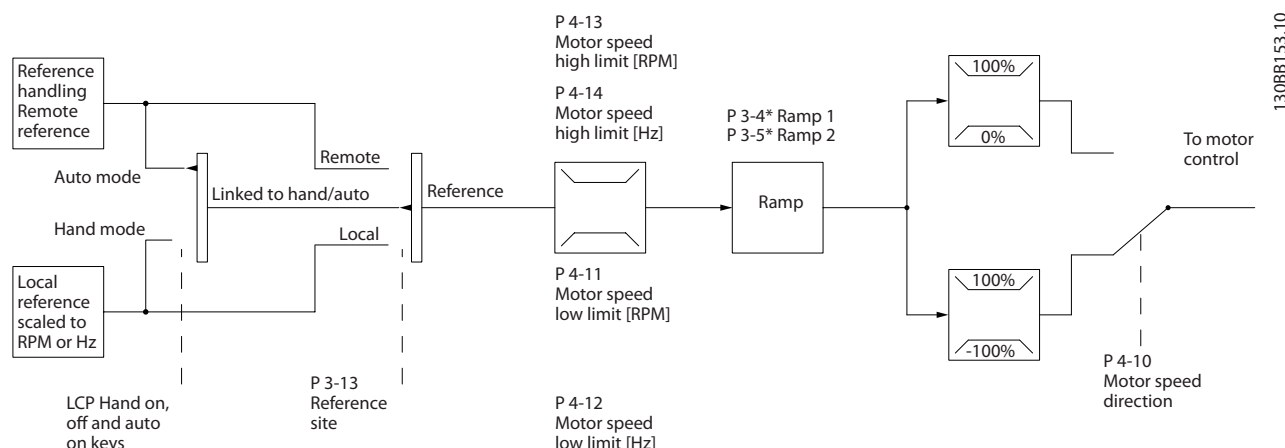 130BB153.10
P 4-13
Motor speed
high limit [RPM]
P 4-14
Motor speed
high limit [Hz]
Reference
handling
Remote
reference
Auto mode
Hand mode
Linked to hand/auto
Remote
Local
Reference
Local
reference
scaled to
RPM or Hz
LCP Hand on,
off and auto
on keys
P 3-13
Reference
site
P 4-11
Motor speed
low limit [RPM]
P 4-12
Motor speed
low limit [Hz]
P 3-4* Ramp 1
P 3-5* Ramp 2
Ramp
100%
0%
100%
-100%
To motor
control
P 4-10
Motor speed
direction